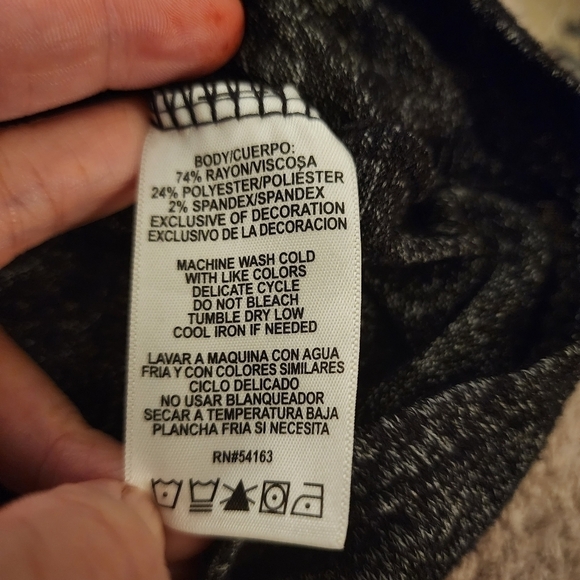 BODY/CUERPO:
74% RAYON/VISCOSA
24% POLYESTER/POLIÉSTER
2% SPANDEX/SPANDEX
EXCLUSIVE OF DECORATION
EXCLUSIVO DE LA DECORACION
MACHINE WASH COLD
WITH LIKE COLORS
DELICATE CYCLE
DO NOT BLEACH
TUMBLE DRY LOW
COOL IRON IF NEEDED
LAVAR A MAQUINA CON AGUA
FRIA Y CON COLORES SIMILARES
CICLO DELICADO
NO USAR BLANQUEADOR
SECAR A TEMPERATURA BAJA
PLANCHA FRIA SI NECESITA
RN#54163